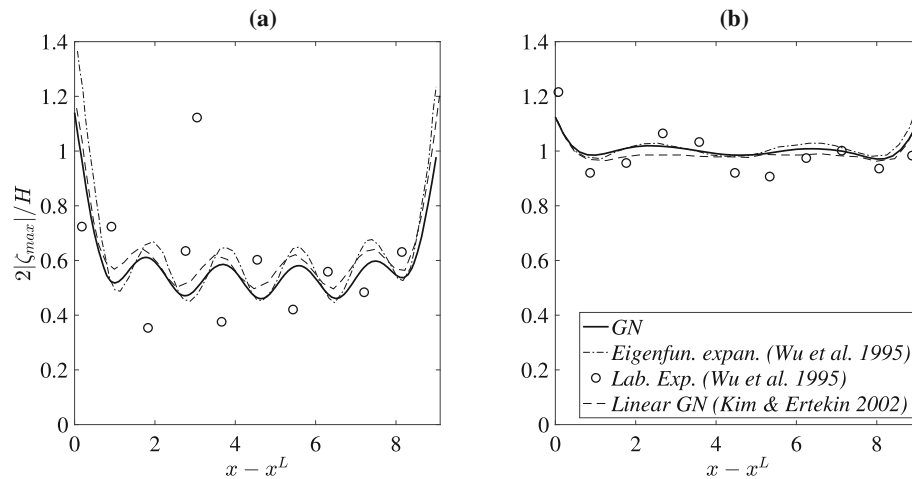 (a)
(b)
1.4
1.2
1
0.8
0.6
0.4
0.2
0
2|ζmax|/H
0 2 4 6 8
x − x^L
1.4
1.2
1
0.8
0.6
0.4
0.2
0
0 2 4 6 8
x − x^L
GN
Eigenfun. expan. (Wu et al. 1995)
Lab. Exp. (Wu et al. 1995)
Linear GN (Kim & Ertekin 2002)